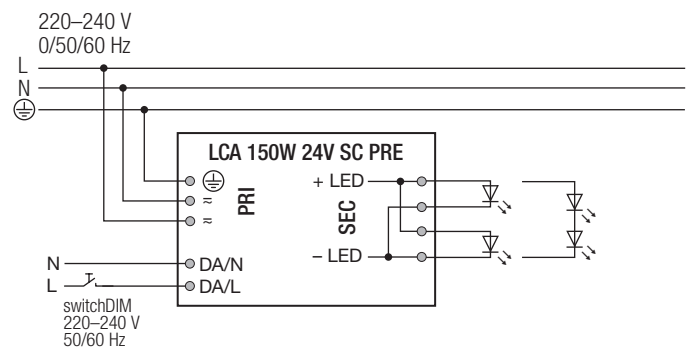 220–240 V
0/50/60 Hz
L
N
LCA 150W 24V SC PRE
+ LED
≂
PRI
SEC
≂
– LED
N
DA/N
L
DA/L
switchDIM
220–240 V
50/60 Hz